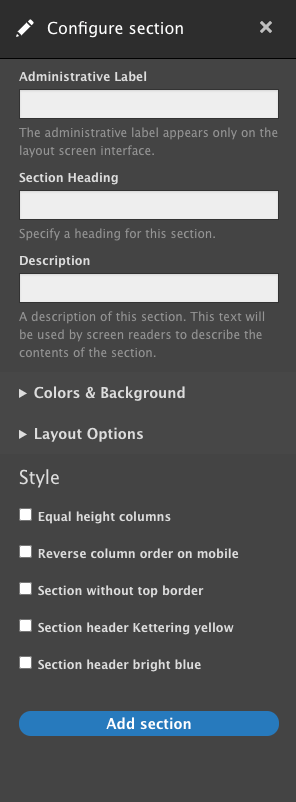 Configure section
Administrative Label
The administrative label appears only on the
layout screen interface.
Section Heading
Specify a heading for this section.
Description
A description of this section. This text will
be used by screen readers to describe the
contents of the section.
Colors & Background
Layout Options
Style
Equal height columns
Reverse column order on mobile
Section without top border
Section header Kettering yellow
Section header bright blue
Add section